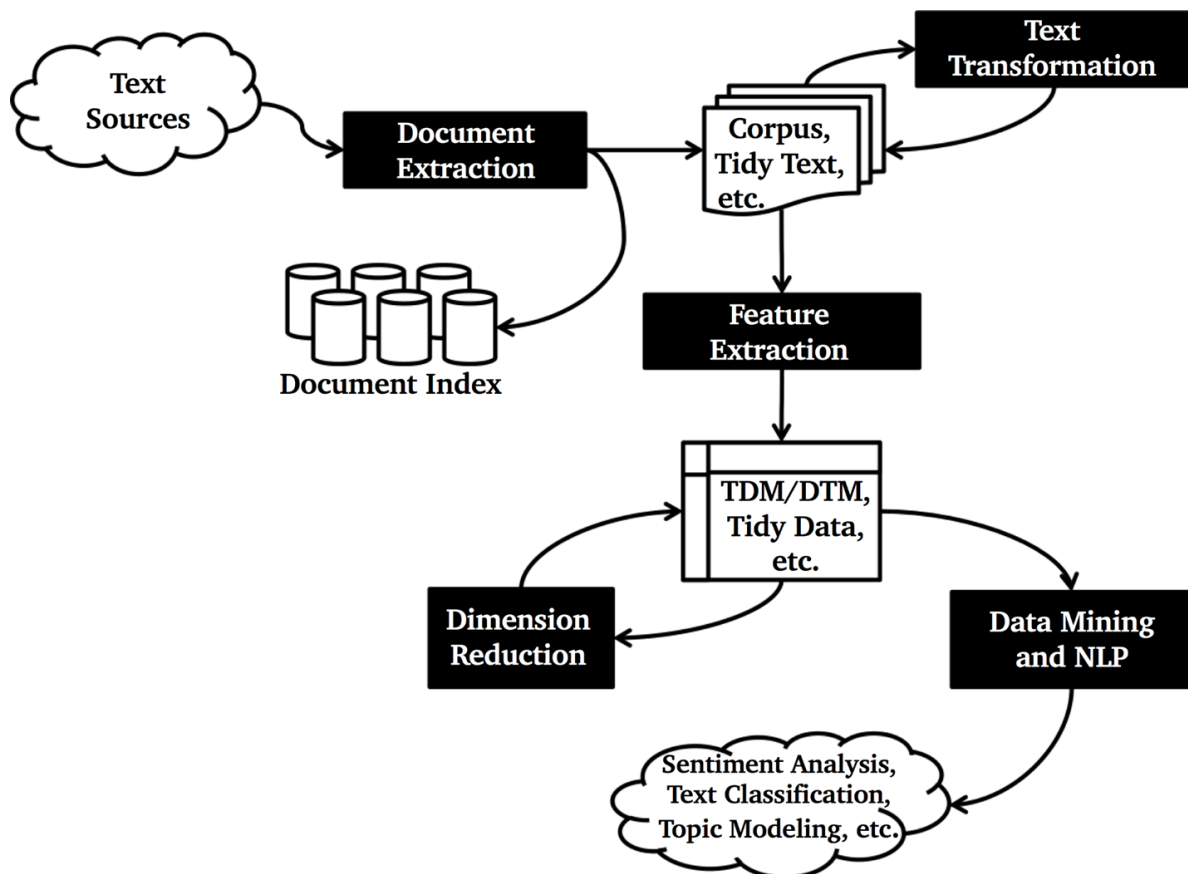 Text
Sources
Document
Extraction
Document Index
Corpus,
Tidy Text,
etc.
Text
Transformation
Feature
Extraction
TDM/DTM,
Tidy Data,
etc.
Dimension
Reduction
Data Mining
and NLP
Sentiment Analysis,
Text Classification,
Topic Modeling, etc.